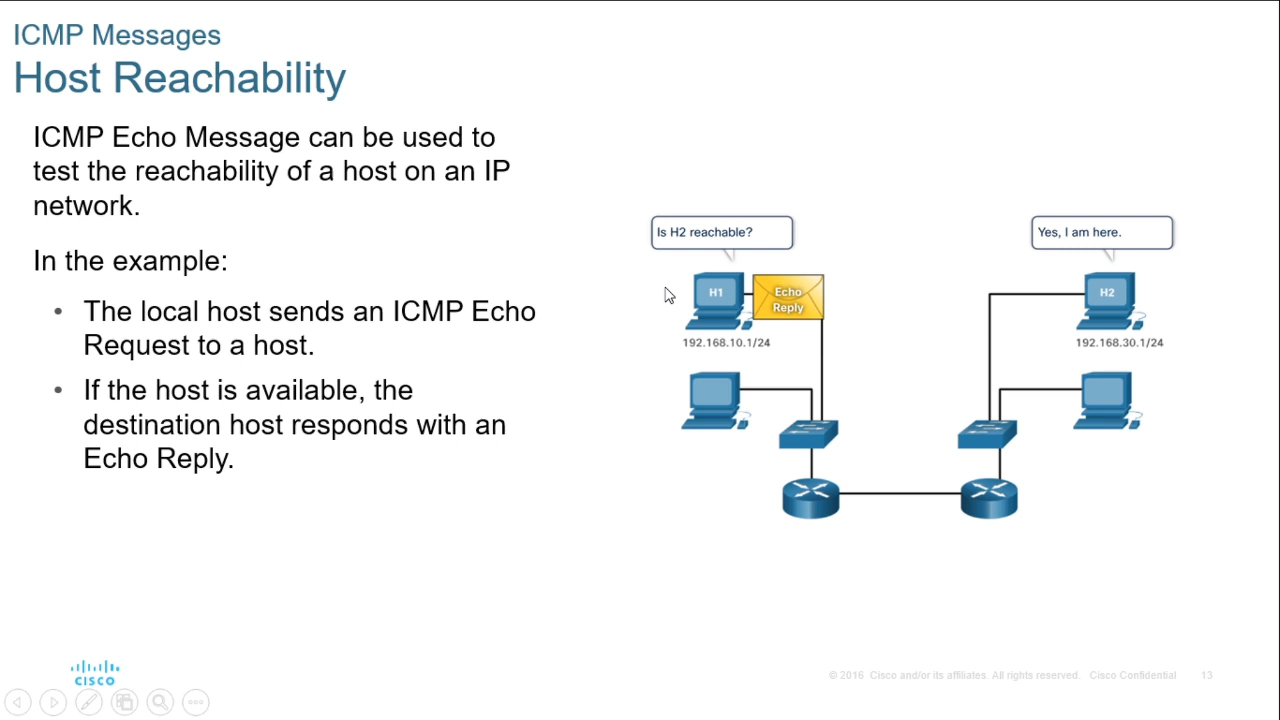 ICMP Messages
Host Reachability
ICMP Echo Message can be used to
test the reachability of a host on an IP
network.
In the example:
• The local host sends an ICMP Echo
Request to a host.
• If the host is available, the
destination host responds with an
Echo Reply.
Is H2 reachable?
Yes, I am here.
H1
Echo
Reply
H2
192.168.10.1/24
192.168.30.1/24
CISCO
© 2016 Cisco and/or its affiliates. All rights reserved. Cisco Confidential
13